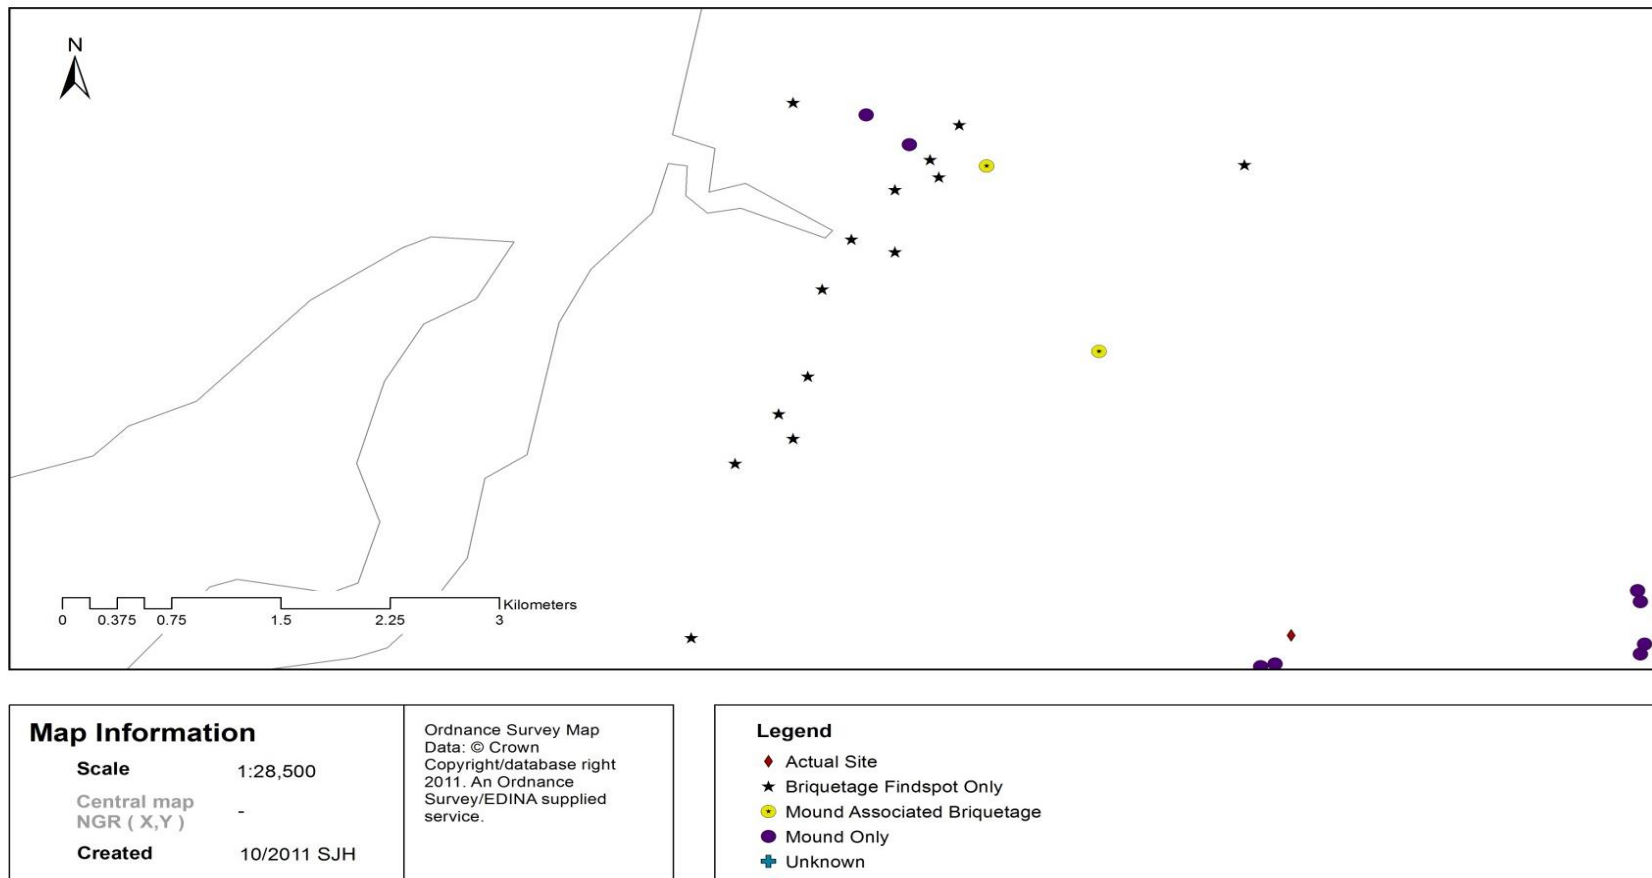 N
Kilometers
0 0.375 0.75 1.5 2.25 3
Map Information
Scale 1:28,500
Central map
NGR ( X,Y ) -
Created 10/2011 SJH
Ordnance Survey Map
Data: © Crown
Copyright/database right
2011. An Ordnance
Survey/EDINA supplied
service.
Legend
Actual Site
Briquetage Findspot Only
Mound Associated Briquetage
Mound Only
Unknown